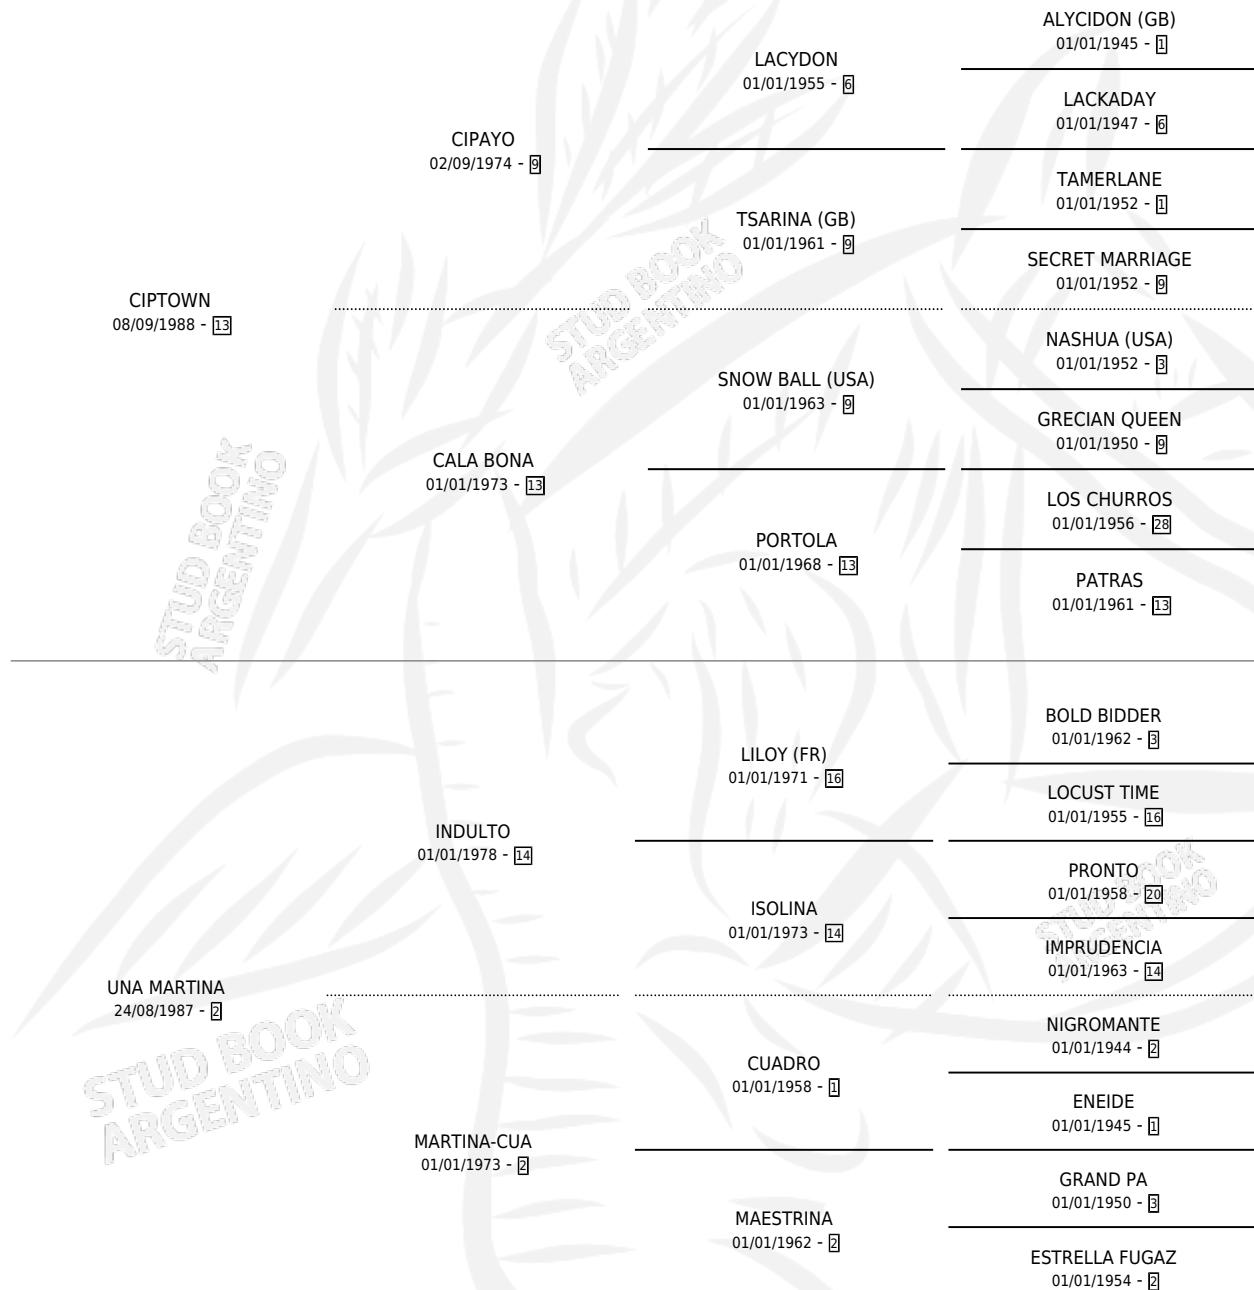 ALYCIDON (GB)
01/01/1945 - 1
LACYDON
01/01/1955 - 6
LACKADAY
01/01/1947 - 6
CIPAYO
02/09/1974 - 9
TAMERLANE
01/01/1952 - 1
TSARINA (GB)
01/01/1961 - 9
SECRET MARRIAGE
01/01/1952 - 9
CIPTOWN
08/09/1988 - 13
STUD BOOK
ARGENTINO
NASHUA (USA)
01/01/1952 - 3
SNOW BALL (USA)
01/01/1963 - 9
GRECIAN QUEEN
01/01/1950 - 9
CALA BONA
01/01/1973 - 13
LOS CHURROS
01/01/1956 - 28
PORTOLA
01/01/1968 - 13
PATRAS
01/01/1961 - 13
STUD BOOK
ARGENTINO
BOLD BIDDER
01/01/1962 - 3
LILOY (FR)
01/01/1971 - 16
LOCUST TIME
01/01/1955 - 16
INDULTO
01/01/1978 - 14
PRONTO
01/01/1958 - 20
ISOLINA
01/01/1973 - 14
IMPRUDENCIA
01/01/1963 - 14
STUD BOOK
ARGENTINO
UNA MARTINA
24/08/1987 - 2
NIGROMANTE
01/01/1944 - 2
CUADRO
01/01/1958 - 1
ENEIDE
01/01/1945 - 1
STUD BOOK
ARGENTINO
MARTINA-CUA
01/01/1973 - 2
GRAND PA
01/01/1950 - 3
MAESTRINA
01/01/1962 - 2
ESTRELLA FUGAZ
01/01/1954 - 2